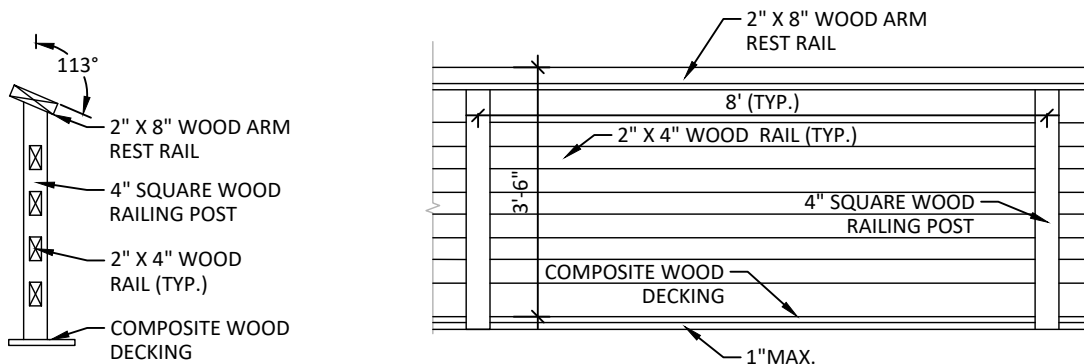 113°
2" X 8" WOOD ARM
REST RAIL
4" SQUARE WOOD
RAILING POST
2" X 4" WOOD
RAIL (TYP.)
COMPOSITE WOOD
DECKING
2" X 8" WOOD ARM
REST RAIL
8' (TYP.)
2" X 4" WOOD RAIL (TYP.)
3'-6"
4" SQUARE WOOD
RAILING POST
COMPOSITE WOOD
DECKING
1"MAX.